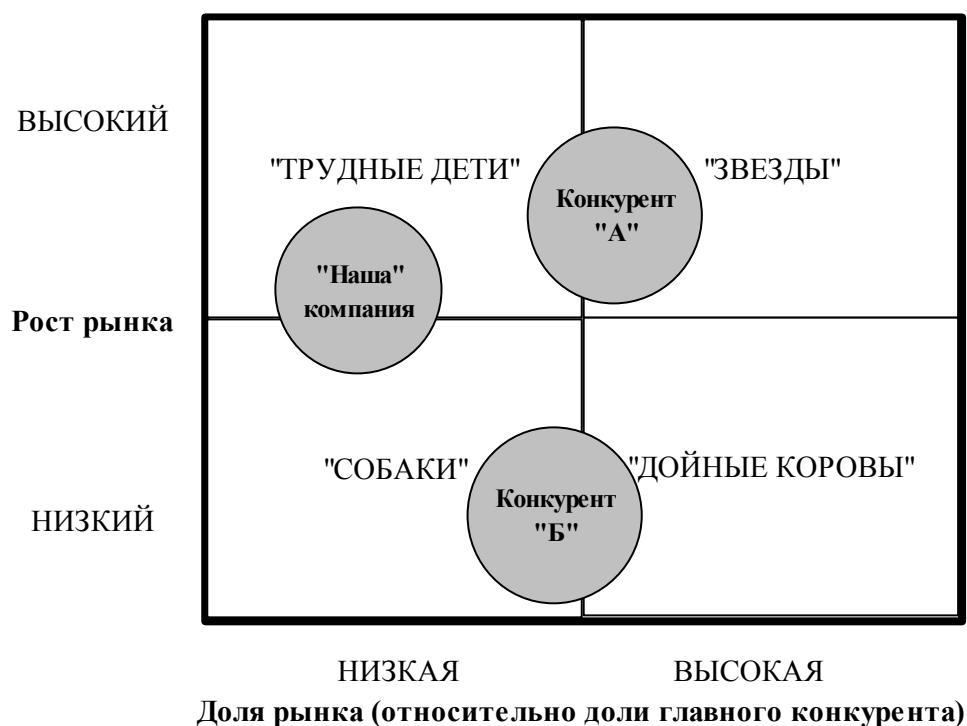 ВЫСОКИЙ
"ТРУДНЫЕ ДЕТИ"
"ЗВЕЗДЫ"
Конкурент
"А"
"Наша"
компания
Рост рынка
"СОБАКИ"
"ДОЙНЫЕ КОРОВЫ"
Конкурент
"Б"
НИЗКИЙ
НИЗКАЯ
ВЫСОКАЯ
Доля рынка (относительно доли главного конкурента)